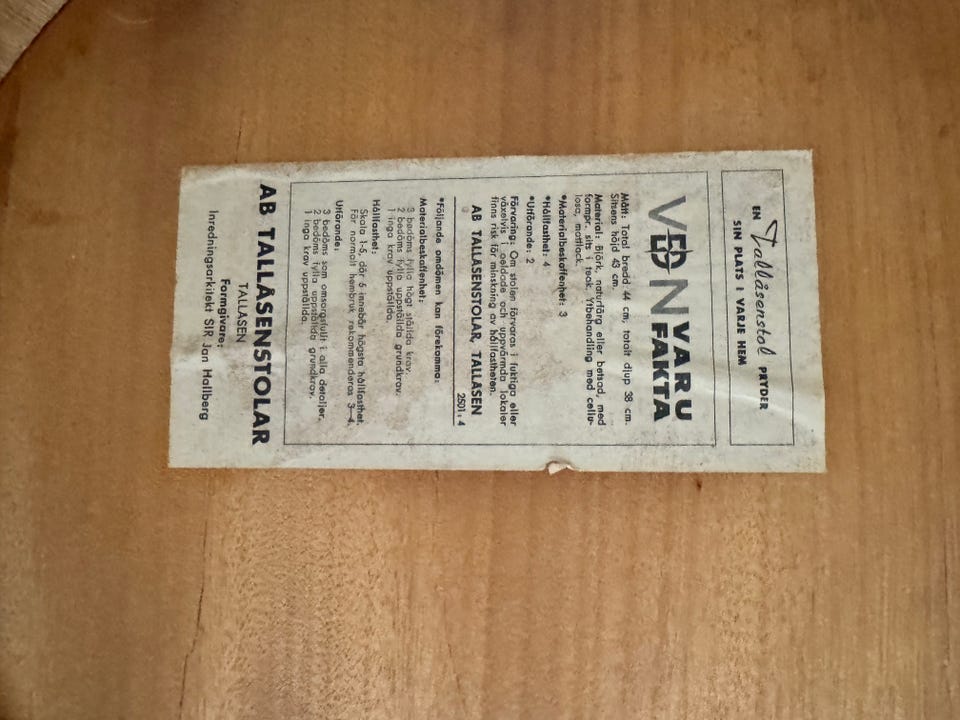 EN Tallåsenstol PRYDER
SIN PLATS I VARJE HEM
VDN VARU
FAKTA
Mått: Total bredd 44 cm, totalt djup 38 cm.
Sitsens höjd 43 cm.
Material: Björk, naturfärg eller betsad, med
formpr. sits i teak. Ytbehandling med cellu-
losa, mattlack.
*Materialbeskaffenhet: 3
*Hållfasthet: 4
*Utförande: 2
Förvaring: Om stolen förvaras i fuktiga eller
växelvis i oeldade och uppvärmda lokaler
finns risk för minskning av hållfastheten.
AB TALLÅSENSTOLAR, TALLÅSEN
2501:4
*Följande omdömen kan förekomma:
Materialbeskaffenhet:
3 bedöms fylla högt ställda krav.
2 bedöms fylla uppställda grundkrav.
1 inga krav uppställda.
Hållfasthet:
Skala 1-5, där 6 innebär högsta hållfasthet.
För normalt hembruk rekommenderas 3—4.
Utförande:
3 bedöms som omsorgsfullt i alla detaljer.
2 bedöms fylla uppställda grundkrav.
1 inga krav uppställda.
AB TALLÅSENSTOLAR
TALLÅSEN
Formgivare:
Inredningsarkitekt SIR Jan Hallberg